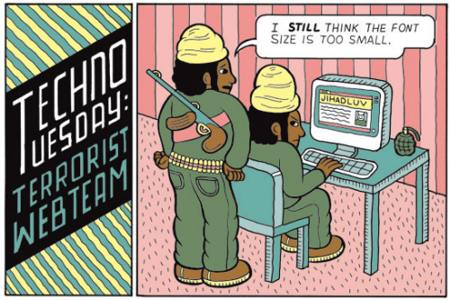 TECHNO
TUESDAY:
TERRORIST
WEBTEAM
I STILL THINK THE FONT
SIZE IS TOO SMALL.
JIHADLUV